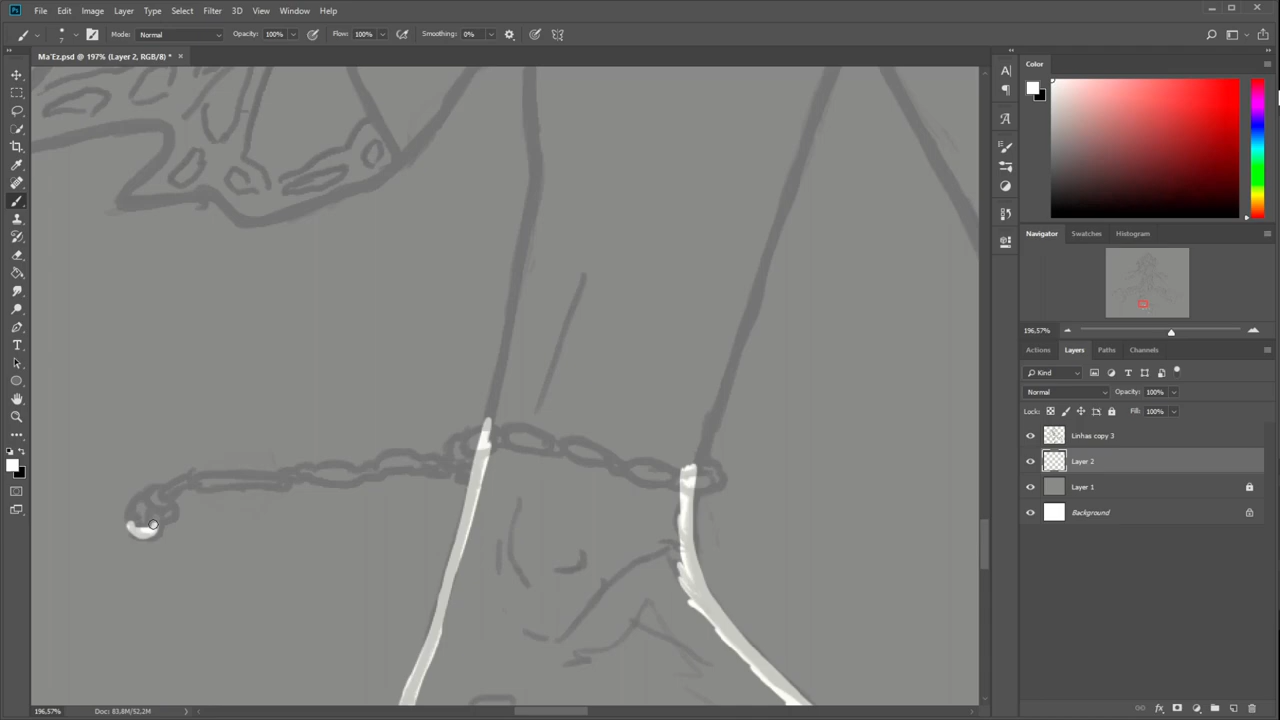 File Edit Image Layer Type Select Filter 3D View Window Help
7 Mode: Normal Opacity: 100% Flow: 100% Smoothing: 0%
Ma'Ez.psd @ 197% (Layer 2, RGB/8) *
Color
Navigator Swatches Histogram
196,57%
Actions Layers Paths Channels
Kind
Normal Opacity: 100%
Lock: Fill: 100%
Linhas copy 3
Layer 2
Layer 1
Background
196,57% Doc: 83,8M/52,2M